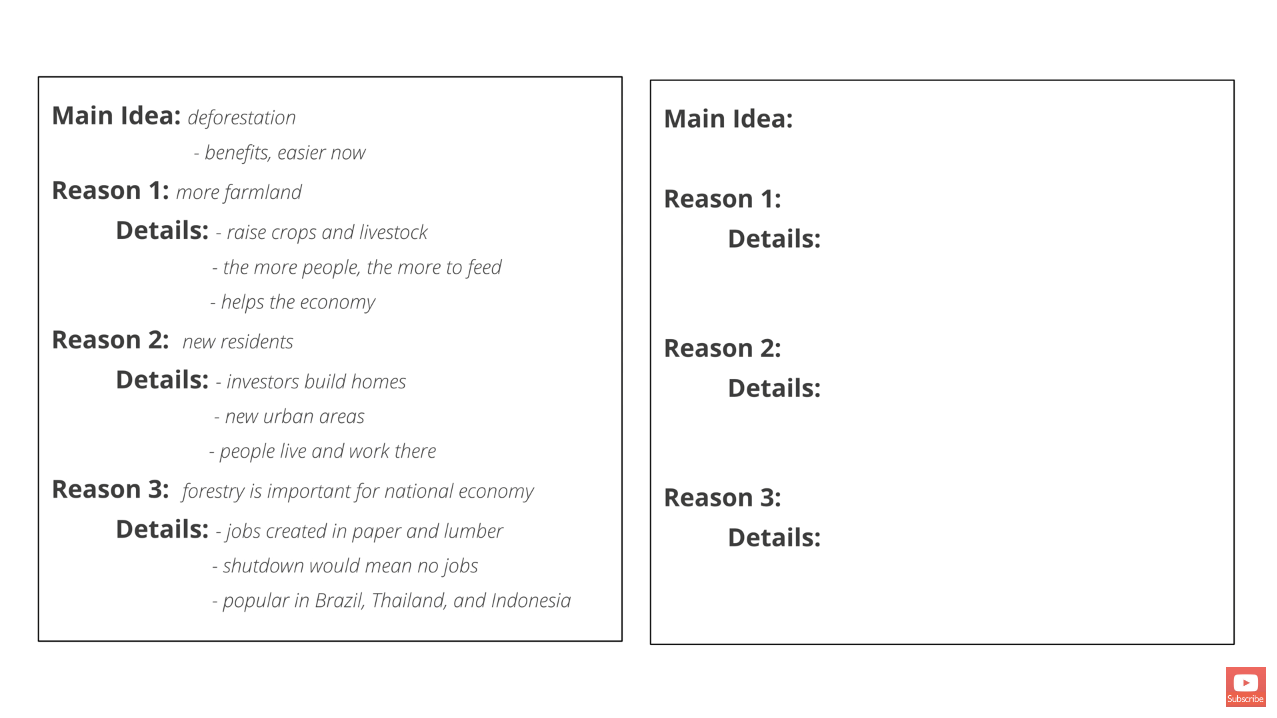 Main Idea: deforestation
- benefits, easier now
Reason 1: more farmland
Details: - raise crops and livestock
- the more people, the more to feed
- helps the economy
Reason 2: new residents
Details: - investors build homes
- new urban areas
- people live and work there
Reason 3: forestry is important for national economy
Details: - jobs created in paper and lumber
- shutdown would mean no jobs
- popular in Brazil, Thailand, and Indonesia
Main Idea:
Reason 1:
Details:
Reason 2:
Details:
Reason 3:
Details:
Subscribe